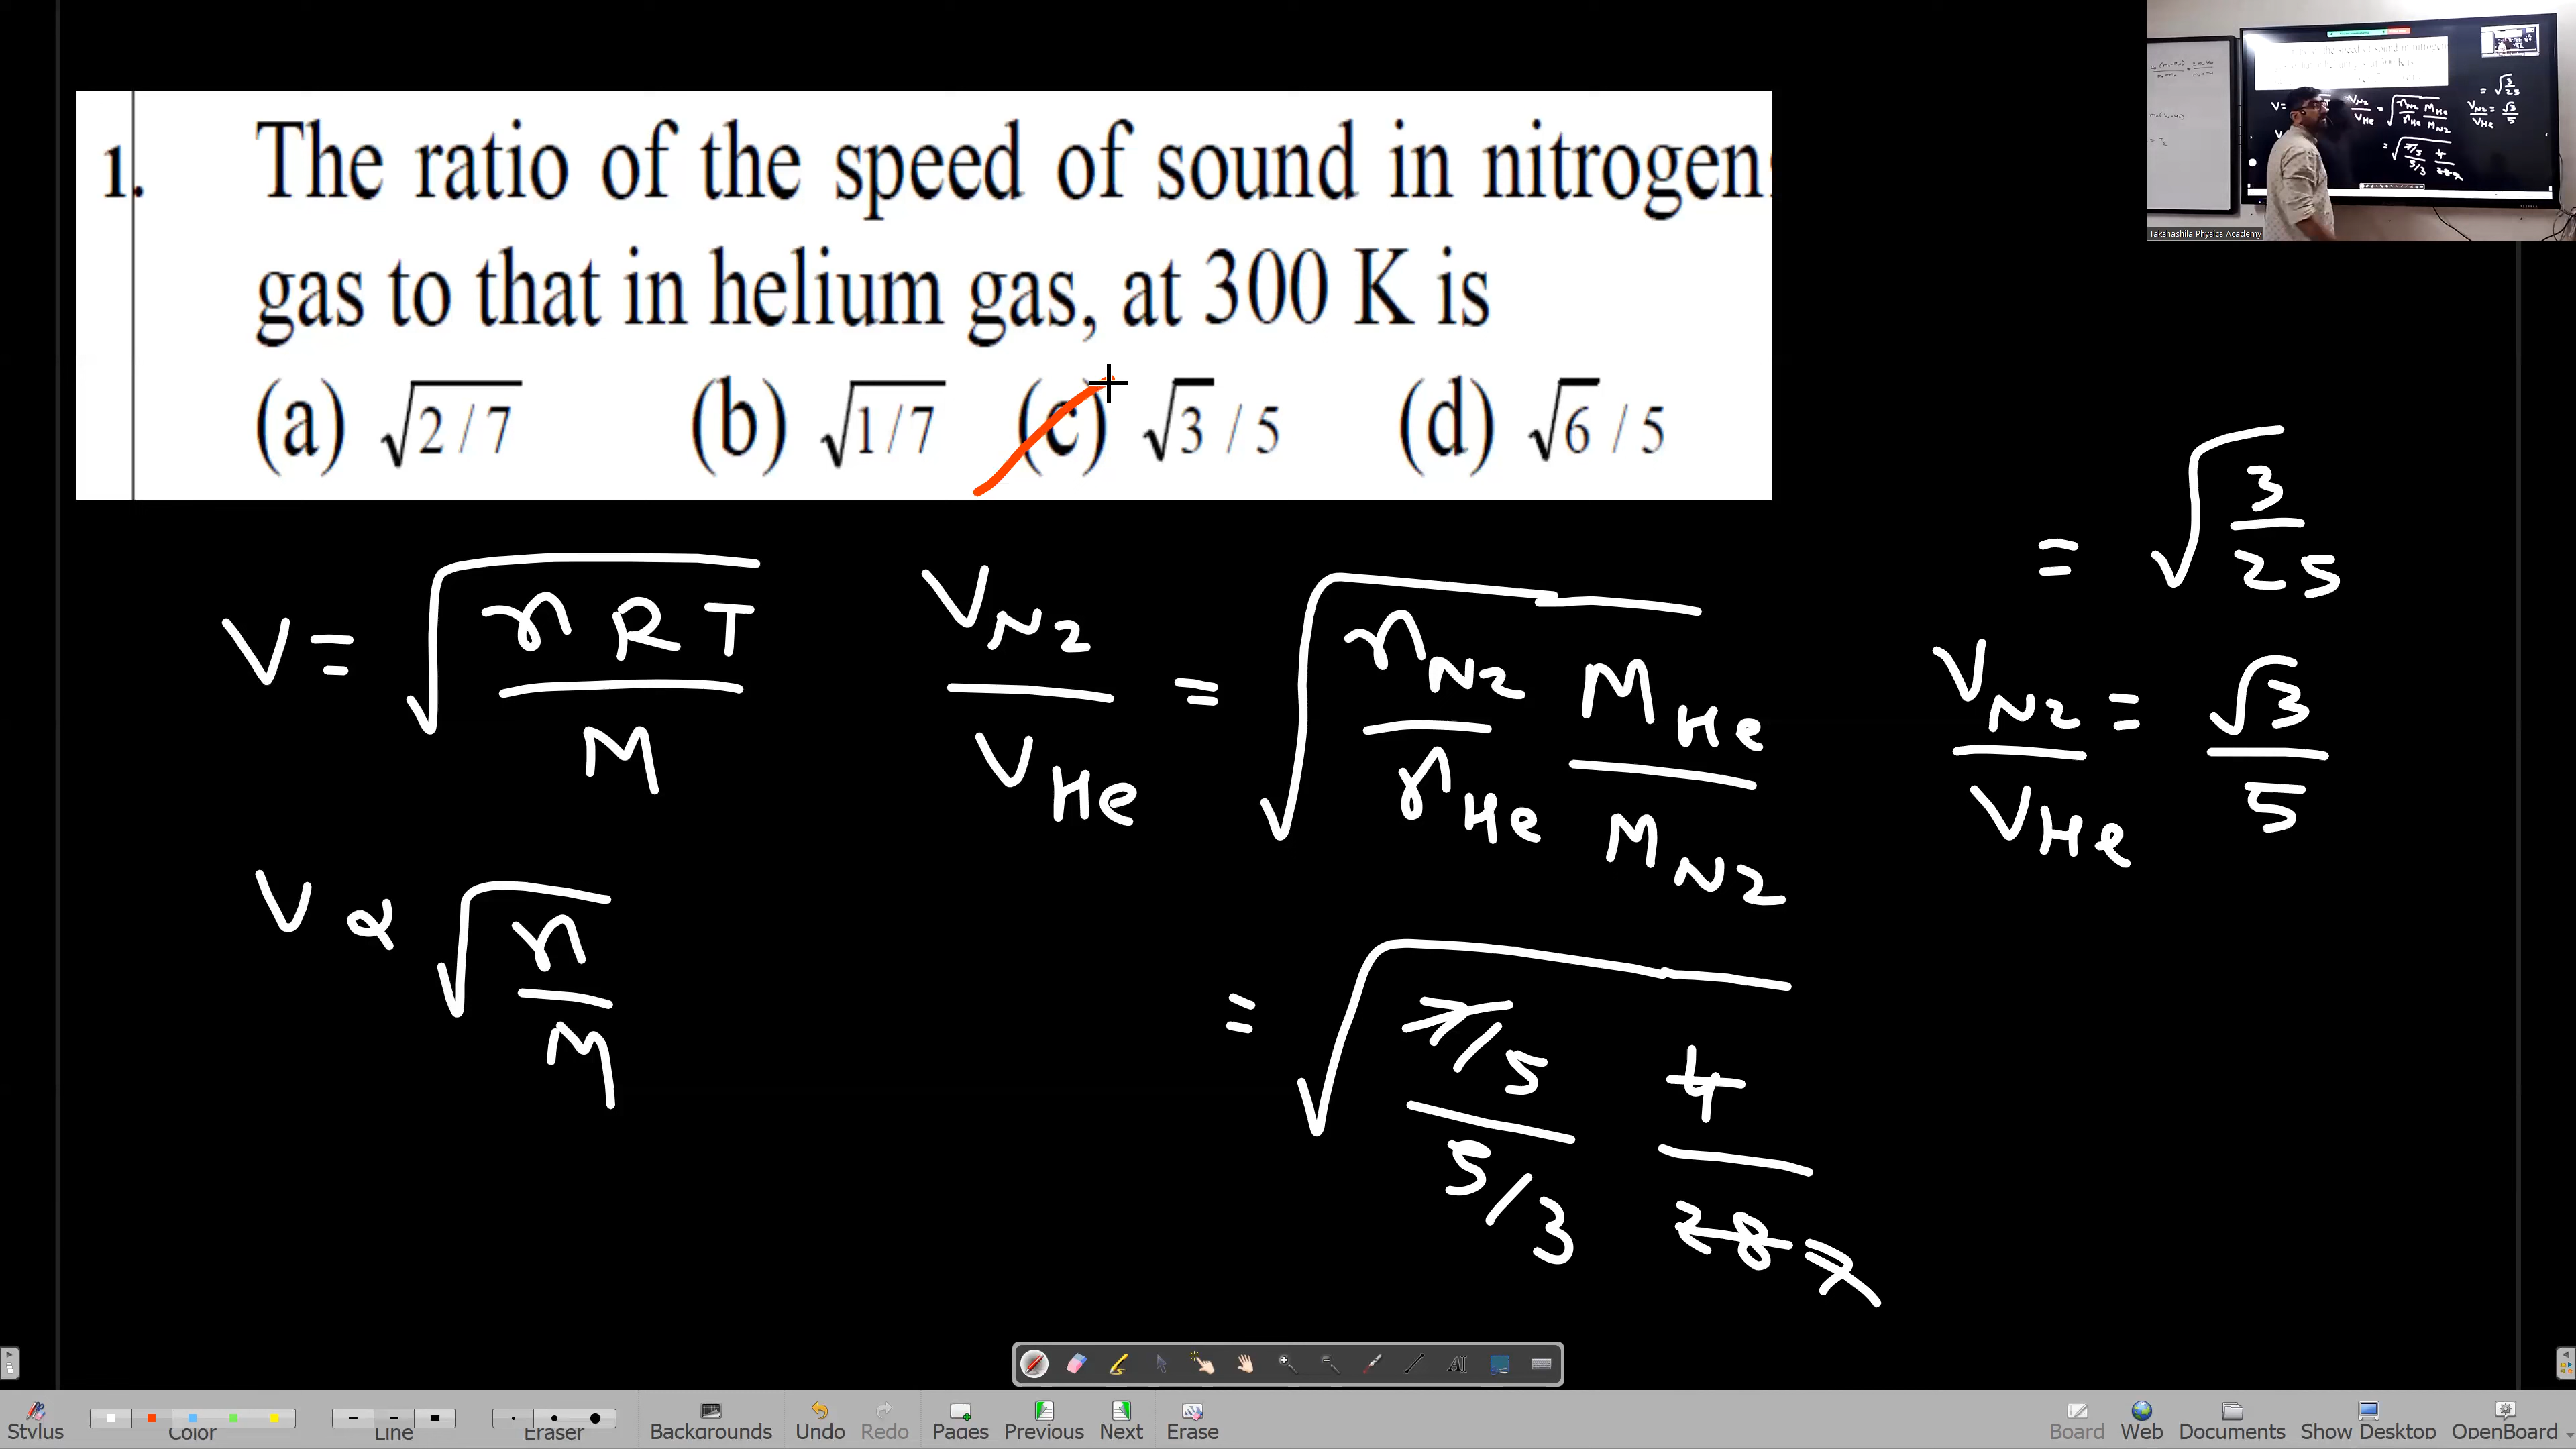 1. The ratio of the speed of sound in nitrogen
gas to that in helium gas, at 300 K is
(a) √2/7 (b) √1/7 (c) √3/5 (d) √6/5
V = √(γRT/M)
V ∝ √(γ/M)
V_N2/V_He = √(γ_N2/γ_He M_He/M_N2)
= √((7/5)/(5/3) 4/28 7)
= √(3/25)
V_N2/V_He = √3/5
Takshashila Physics Academy
Stylus Color Line Eraser Backgrounds Undo Redo Pages Previous Next Erase Board Web Documents Show Desktop OpenBoard